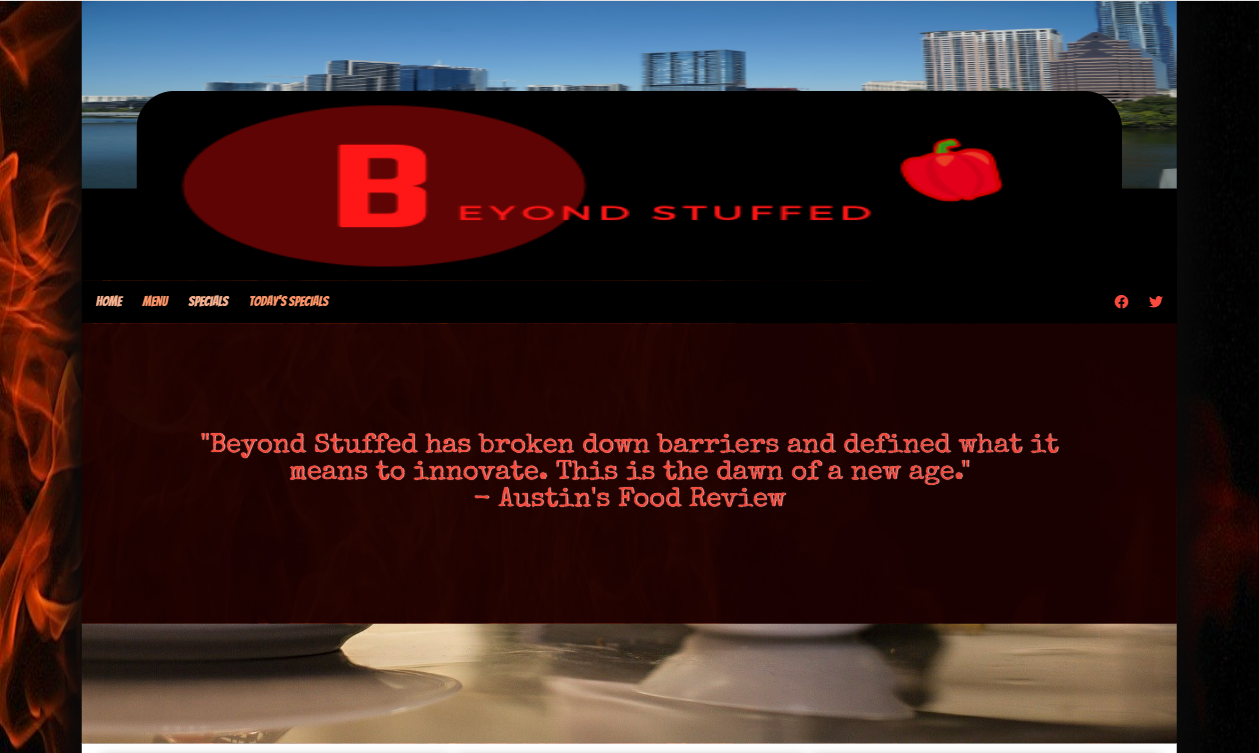 BEYOND STUFFED
HOME MENU SPECIALS TODAY'S SPECIALS
"Beyond Stuffed has broken down barriers and defined what it
means to innovate. This is the dawn of a new age."
– Austin's Food Review